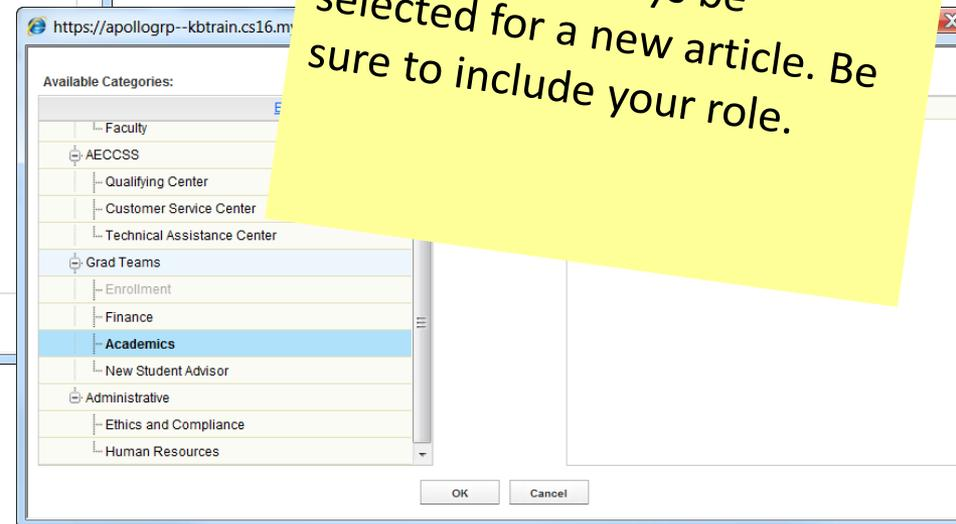 https://apollogrp--kbtrain.cs16.my
selected for a new article. Be
sure to include your role.
Available Categories:
Faculty
AECCSS
Qualifying Center
Customer Service Center
Technical Assistance Center
Grad Teams
Enrollment
Finance
Academics
New Student Advisor
Administrative
Ethics and Compliance
Human Resources
OK Cancel